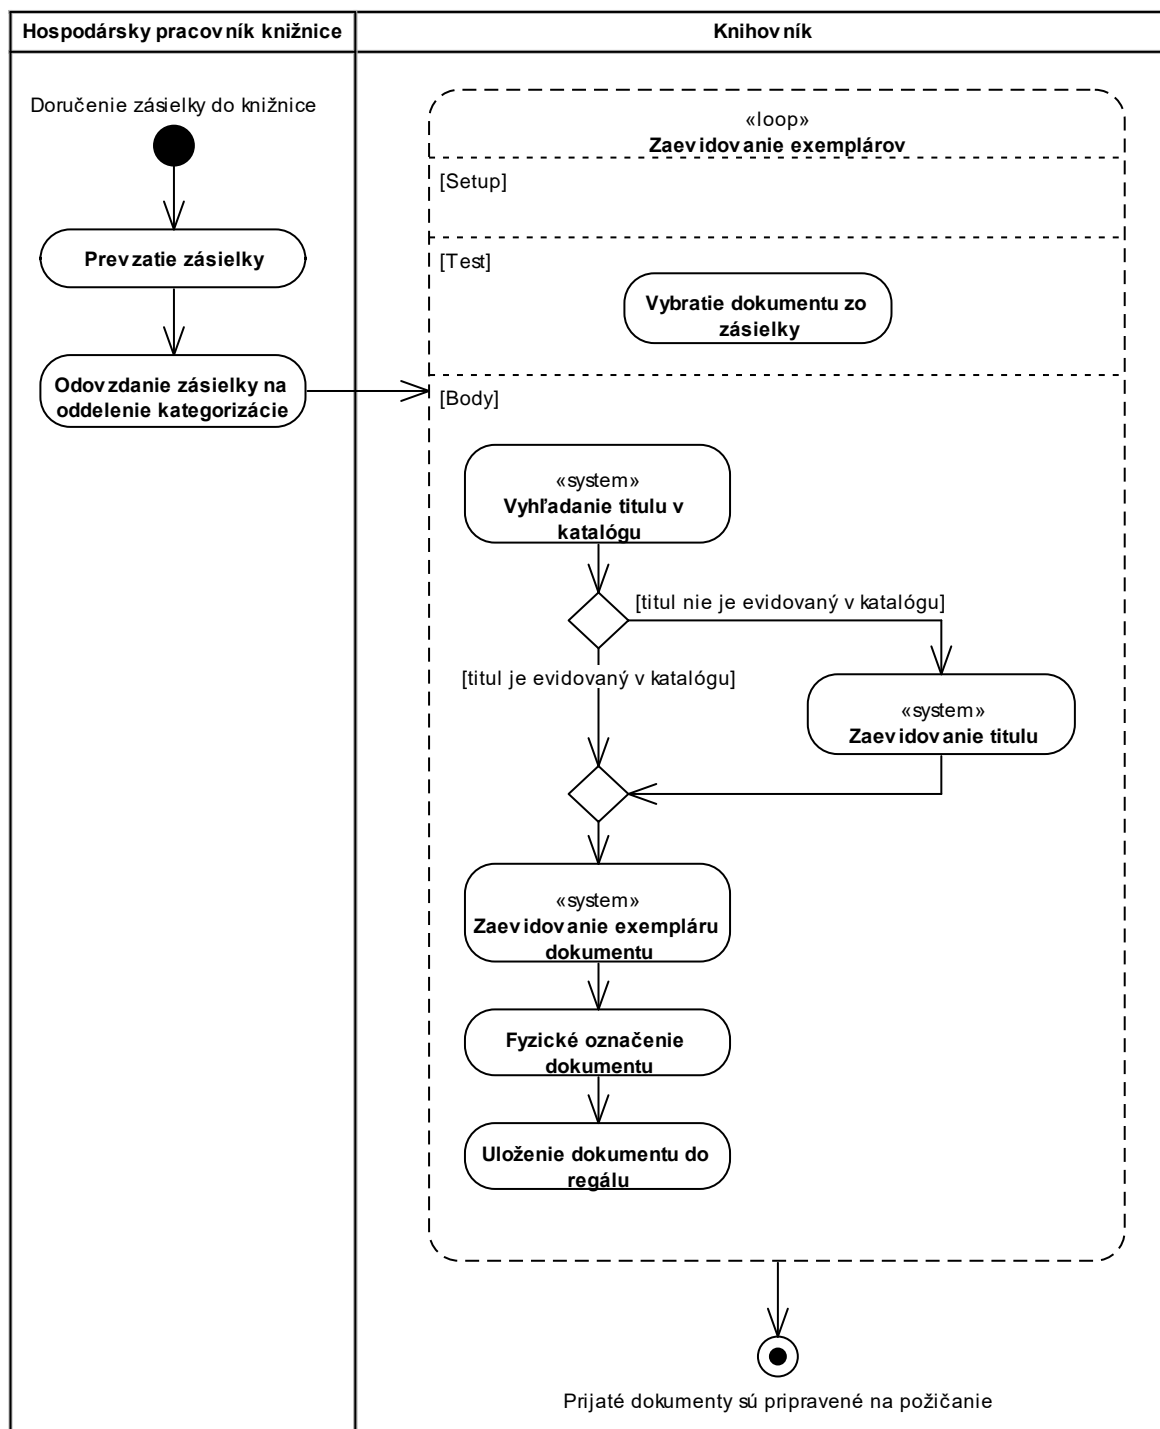 Hospodársky pracovník knižnice
Knihovník
Doručenie zásielky do knižnice
Prevzatie zásielky
Odovzdanie zásielky na
oddelenie kategorizácie
«loop»
Zaevidovanie exemplárov
[Setup]
[Test]
Vybratie dokumentu zo
zásielky
[Body]
«system»
Vyhľadanie titulu v
katalógu
[titul nie je evidovaný v katalógu]
[titul je evidovaný v katalógu]
«system»
Zaevidovanie titulu
«system»
Zaevidovanie exempláru
dokumentu
Fyzické označenie
dokumentu
Uloženie dokumentu do
regálu
Prijaté dokumenty sú pripravené na požičanie